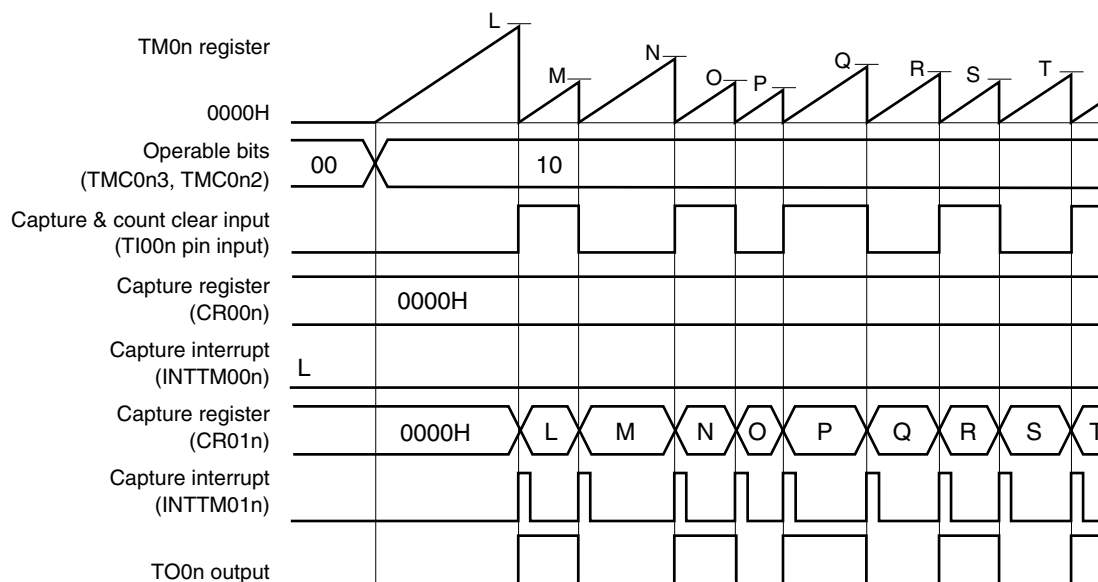 TM0n register
0000H
L
M
N
O
P
Q
R
S
T
Operable bits
(TMC0n3, TMC0n2)
00
10
Capture & count clear input
(TI00n pin input)
Capture register
(CR00n)
0000H
Capture interrupt
(INTTM00n)
L
Capture register
(CR01n)
0000H
L
M
N
O
P
Q
R
S
T
Capture interrupt
(INTTM01n)
TO0n output